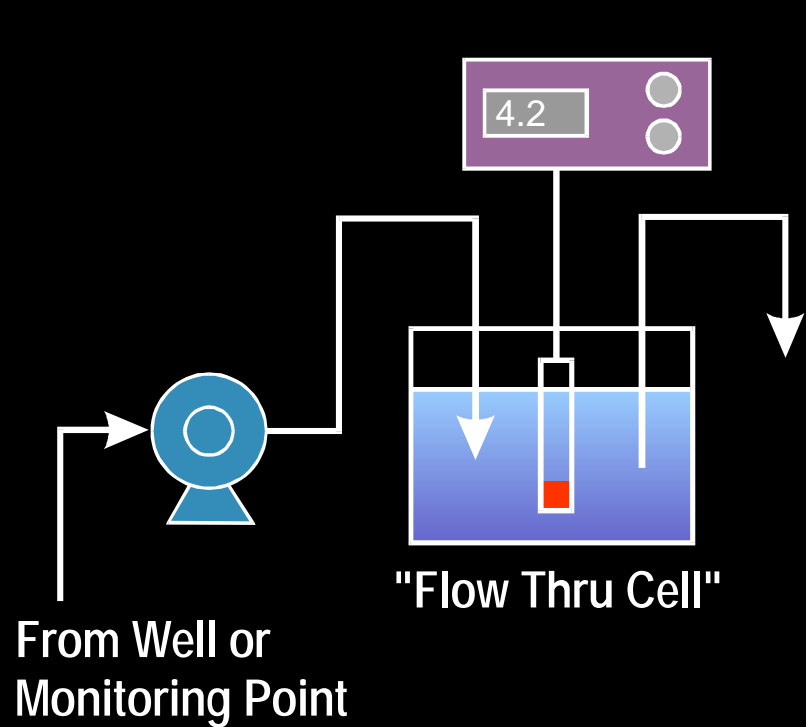 4.2
"Flow Thru Cell"
From Well or
Monitoring Point